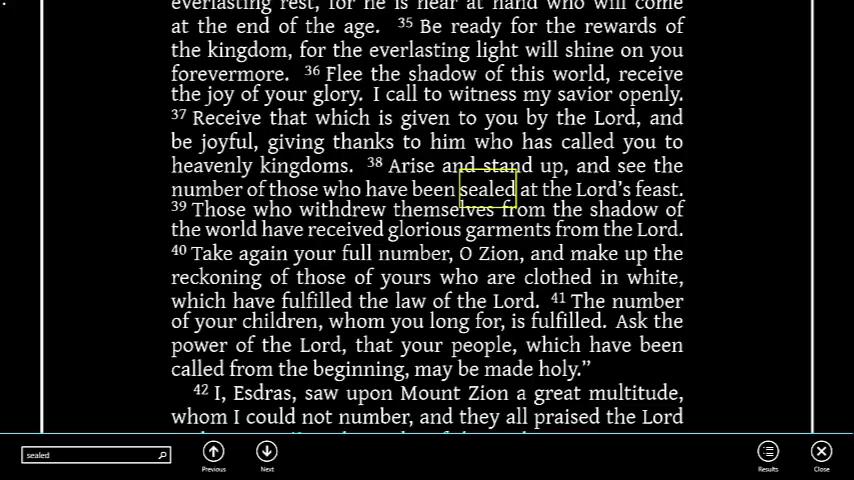 everlasting rest, for he is near at hand who will come
at the end of the age. 35 Be ready for the rewards of
the kingdom, for the everlasting light will shine on you
forevermore. 36 Flee the shadow of this world, receive
the joy of your glory. I call to witness my savior openly.
37 Receive that which is given to you by the Lord, and
be joyful, giving thanks to him who has called you to
heavenly kingdoms. 38 Arise and stand up, and see the
number of those who have been sealed at the Lord's feast.
39 Those who withdrew themselves from the shadow of
the world have received glorious garments from the Lord.
40 Take again your full number, O Zion, and make up the
reckoning of those of yours who are clothed in white,
which have fulfilled the law of the Lord. 41 The number
of your children, whom you long for, is fulfilled. Ask the
power of the Lord, that your people, which have been
called from the beginning, may be made holy.”
42 I, Esdras, saw upon Mount Zion a great multitude,
whom I could not number, and they all praised the Lord
sealed
Previous
Next
Results
Close